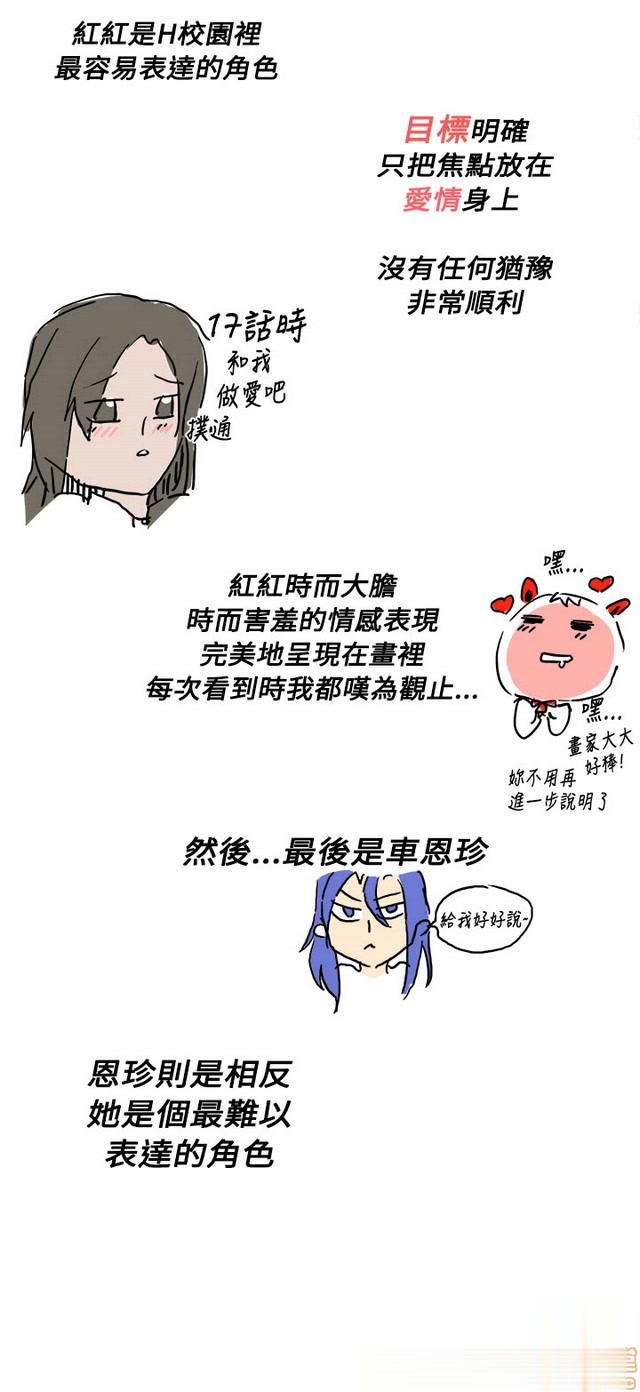 紅紅是H校園裡
最容易表達的角色
目標明確
只把焦點放在
愛情身上
沒有任何猶豫
非常順利
17話時
和我
做愛吧
撲通
嘿...
紅紅時而大膽
時而害羞的情感表現
完美地呈現在畫裡
每次看到時我都嘆為觀止...
嘿...
畫家大大
好棒!
妳不用再
進一步說明了
然後...最後是車恩珍
給我好好說~
恩珍則是相反
她是個最難以
表達的角色